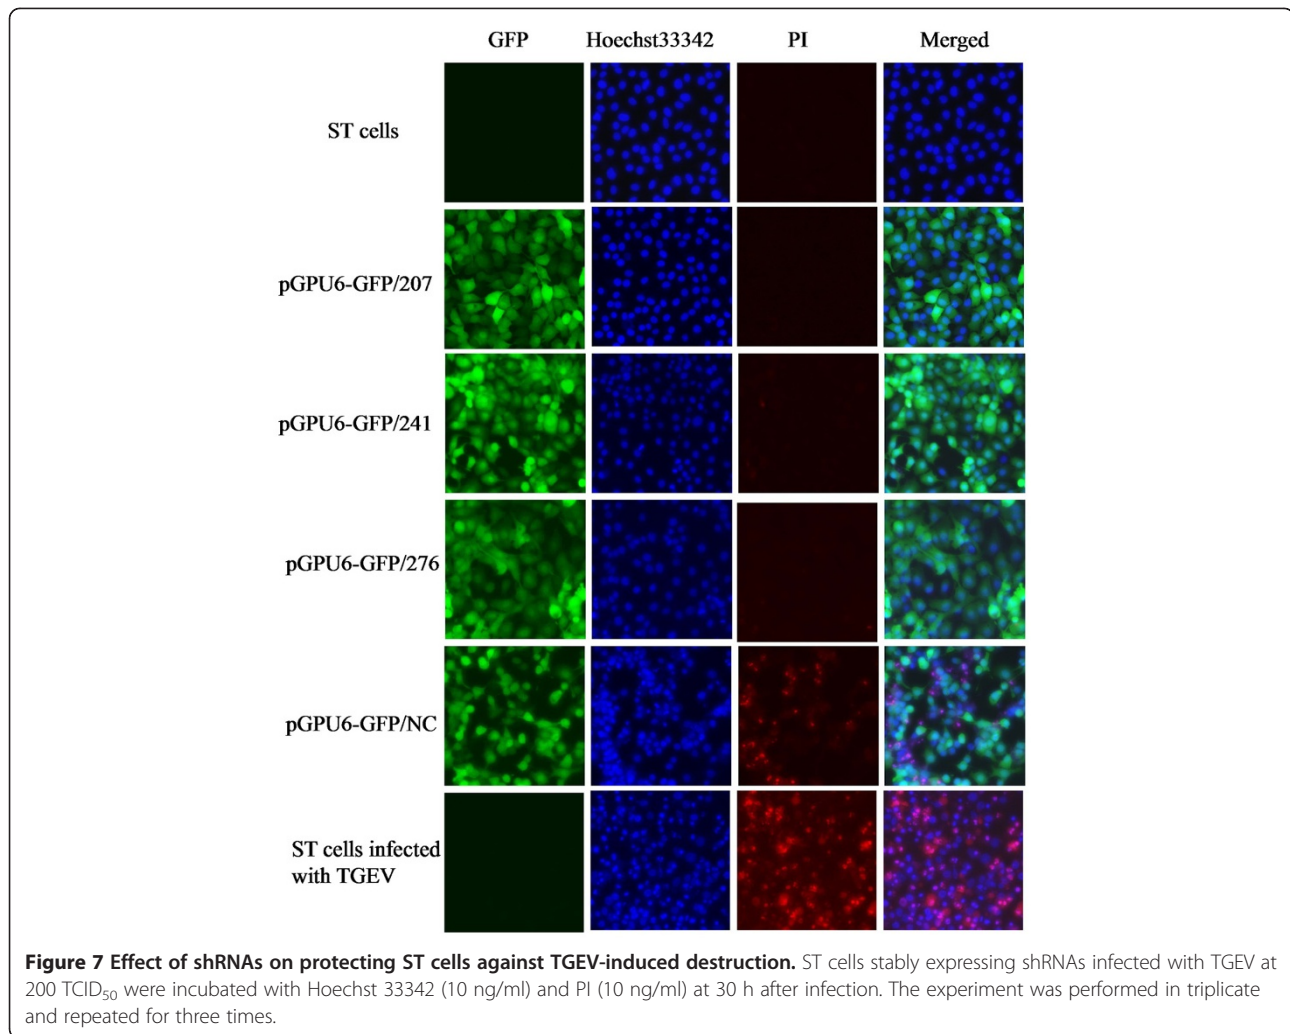 GFP Hoechst33342 PI Merged
ST cells
pGPU6-GFP/207
pGPU6-GFP/241
pGPU6-GFP/276
pGPU6-GFP/NC
ST cells infected
with TGEV
Figure 7 Effect of shRNAs on protecting ST cells against TGEV-induced destruction. ST cells stably expressing shRNAs infected with TGEV at
200 TCID50 were incubated with Hoechst 33342 (10 ng/ml) and PI (10 ng/ml) at 30 h after infection. The experiment was performed in triplicate
and repeated for three times.